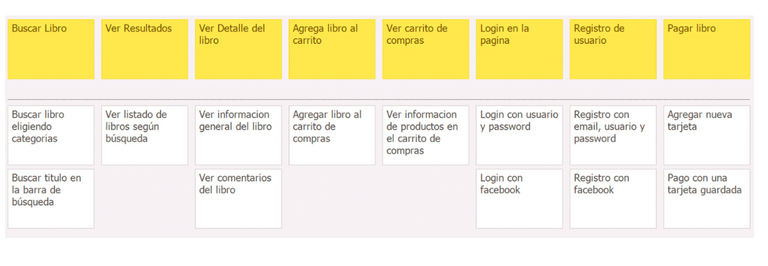 Buscar Libro
Ver Resultados
Ver Detalle del
libro
Agrega libro al
carrito
Ver carrito de
compras
Login en la
pagina
Registro de
usuario
Pagar libro
Buscar libro
eligiendo
categorias
Ver listado de
libros según
búsqueda
Ver informacion
general del libro
Agregar libro al
carrito de
compras
Ver informacion
de productos en
el carrito de
compras
Login con usuario
y password
Registro con
email, usuario y
password
Agregar nueva
tarjeta
Buscar titulo en
la barra de
búsqueda
Ver comentarios
del libro
Login con
facebook
Registro con
facebook
Pago con una
tarjeta guardada